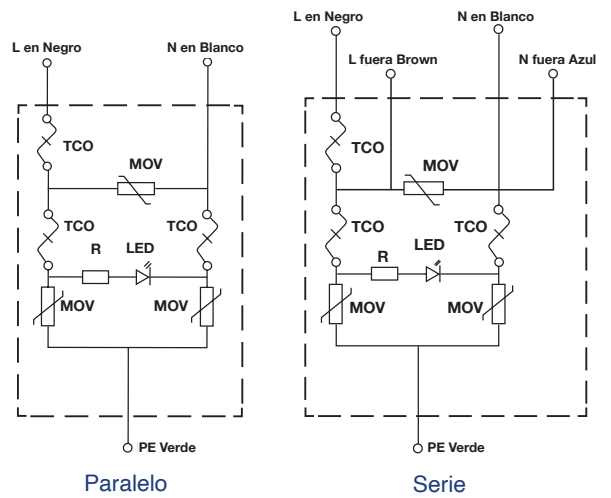 L en Negro
N en Blanco
TCO
MOV
TCO
TCO
R
LED
MOV
MOV
PE Verde
Paralelo
L en Negro
N en Blanco
L fuera Brown
N fuera Azul
TCO
MOV
TCO
TCO
R
LED
MOV
MOV
PE Verde
Serie